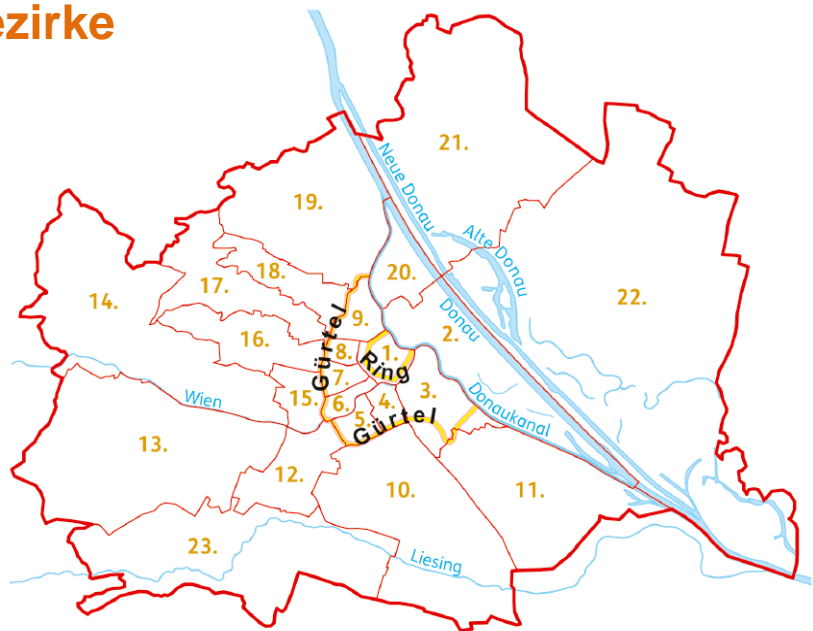 ezirke
21.
Neue Donau
19.
Alte Donau
18.
20.
17.
22.
14.
9.
Donau
2.
16.
Gürtel
8.
1.
Ring
7.
3.
Wien
15.
6.
4.
Donaukanal
5.
Gürtel
13.
12.
10.
11.
23.
Liesing